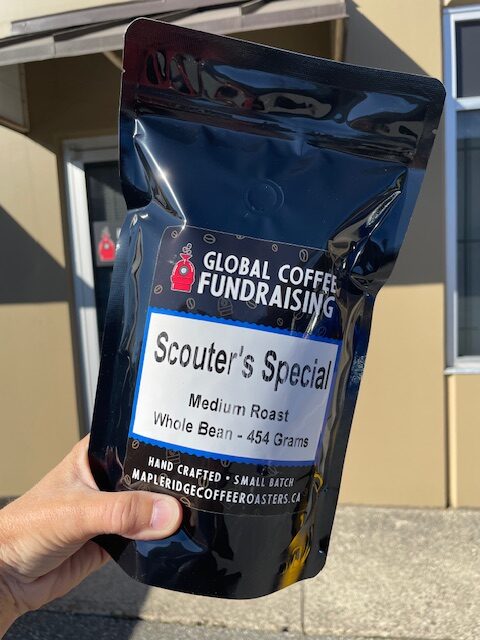 GLOBAL COFFEE
FUNDRAISING
Scouter's Special
Medium Roast
Whole Bean - 454 Grams
HAND CRAFTED • SMALL BATCH
MAPLERIDGECOFFEEROASTERS.CA